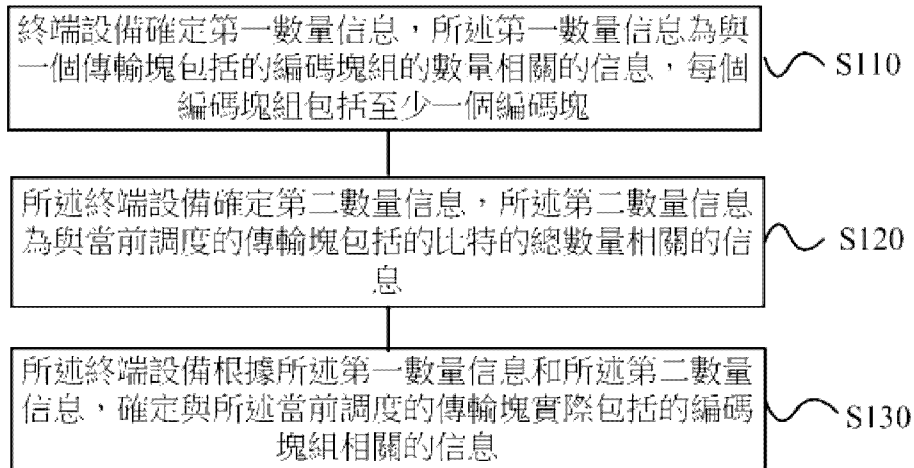 終端設備確定第一數量信息，所述第一數量信息為與
一個傳輸塊包括的編碼塊組的數量相關的信息，每個
編碼塊組包括至少一個編碼塊
S110
所述終端設備確定第二數量信息，所述第二數量信息
為與當前調度的傳輸塊包括的比特的總數量相關的信
息
S120
所述終端設備根據所述第一數量信息和所述第二數量
信息，確定與所述當前調度的傳輸塊實際包括的編碼
塊組相關的信息
S130